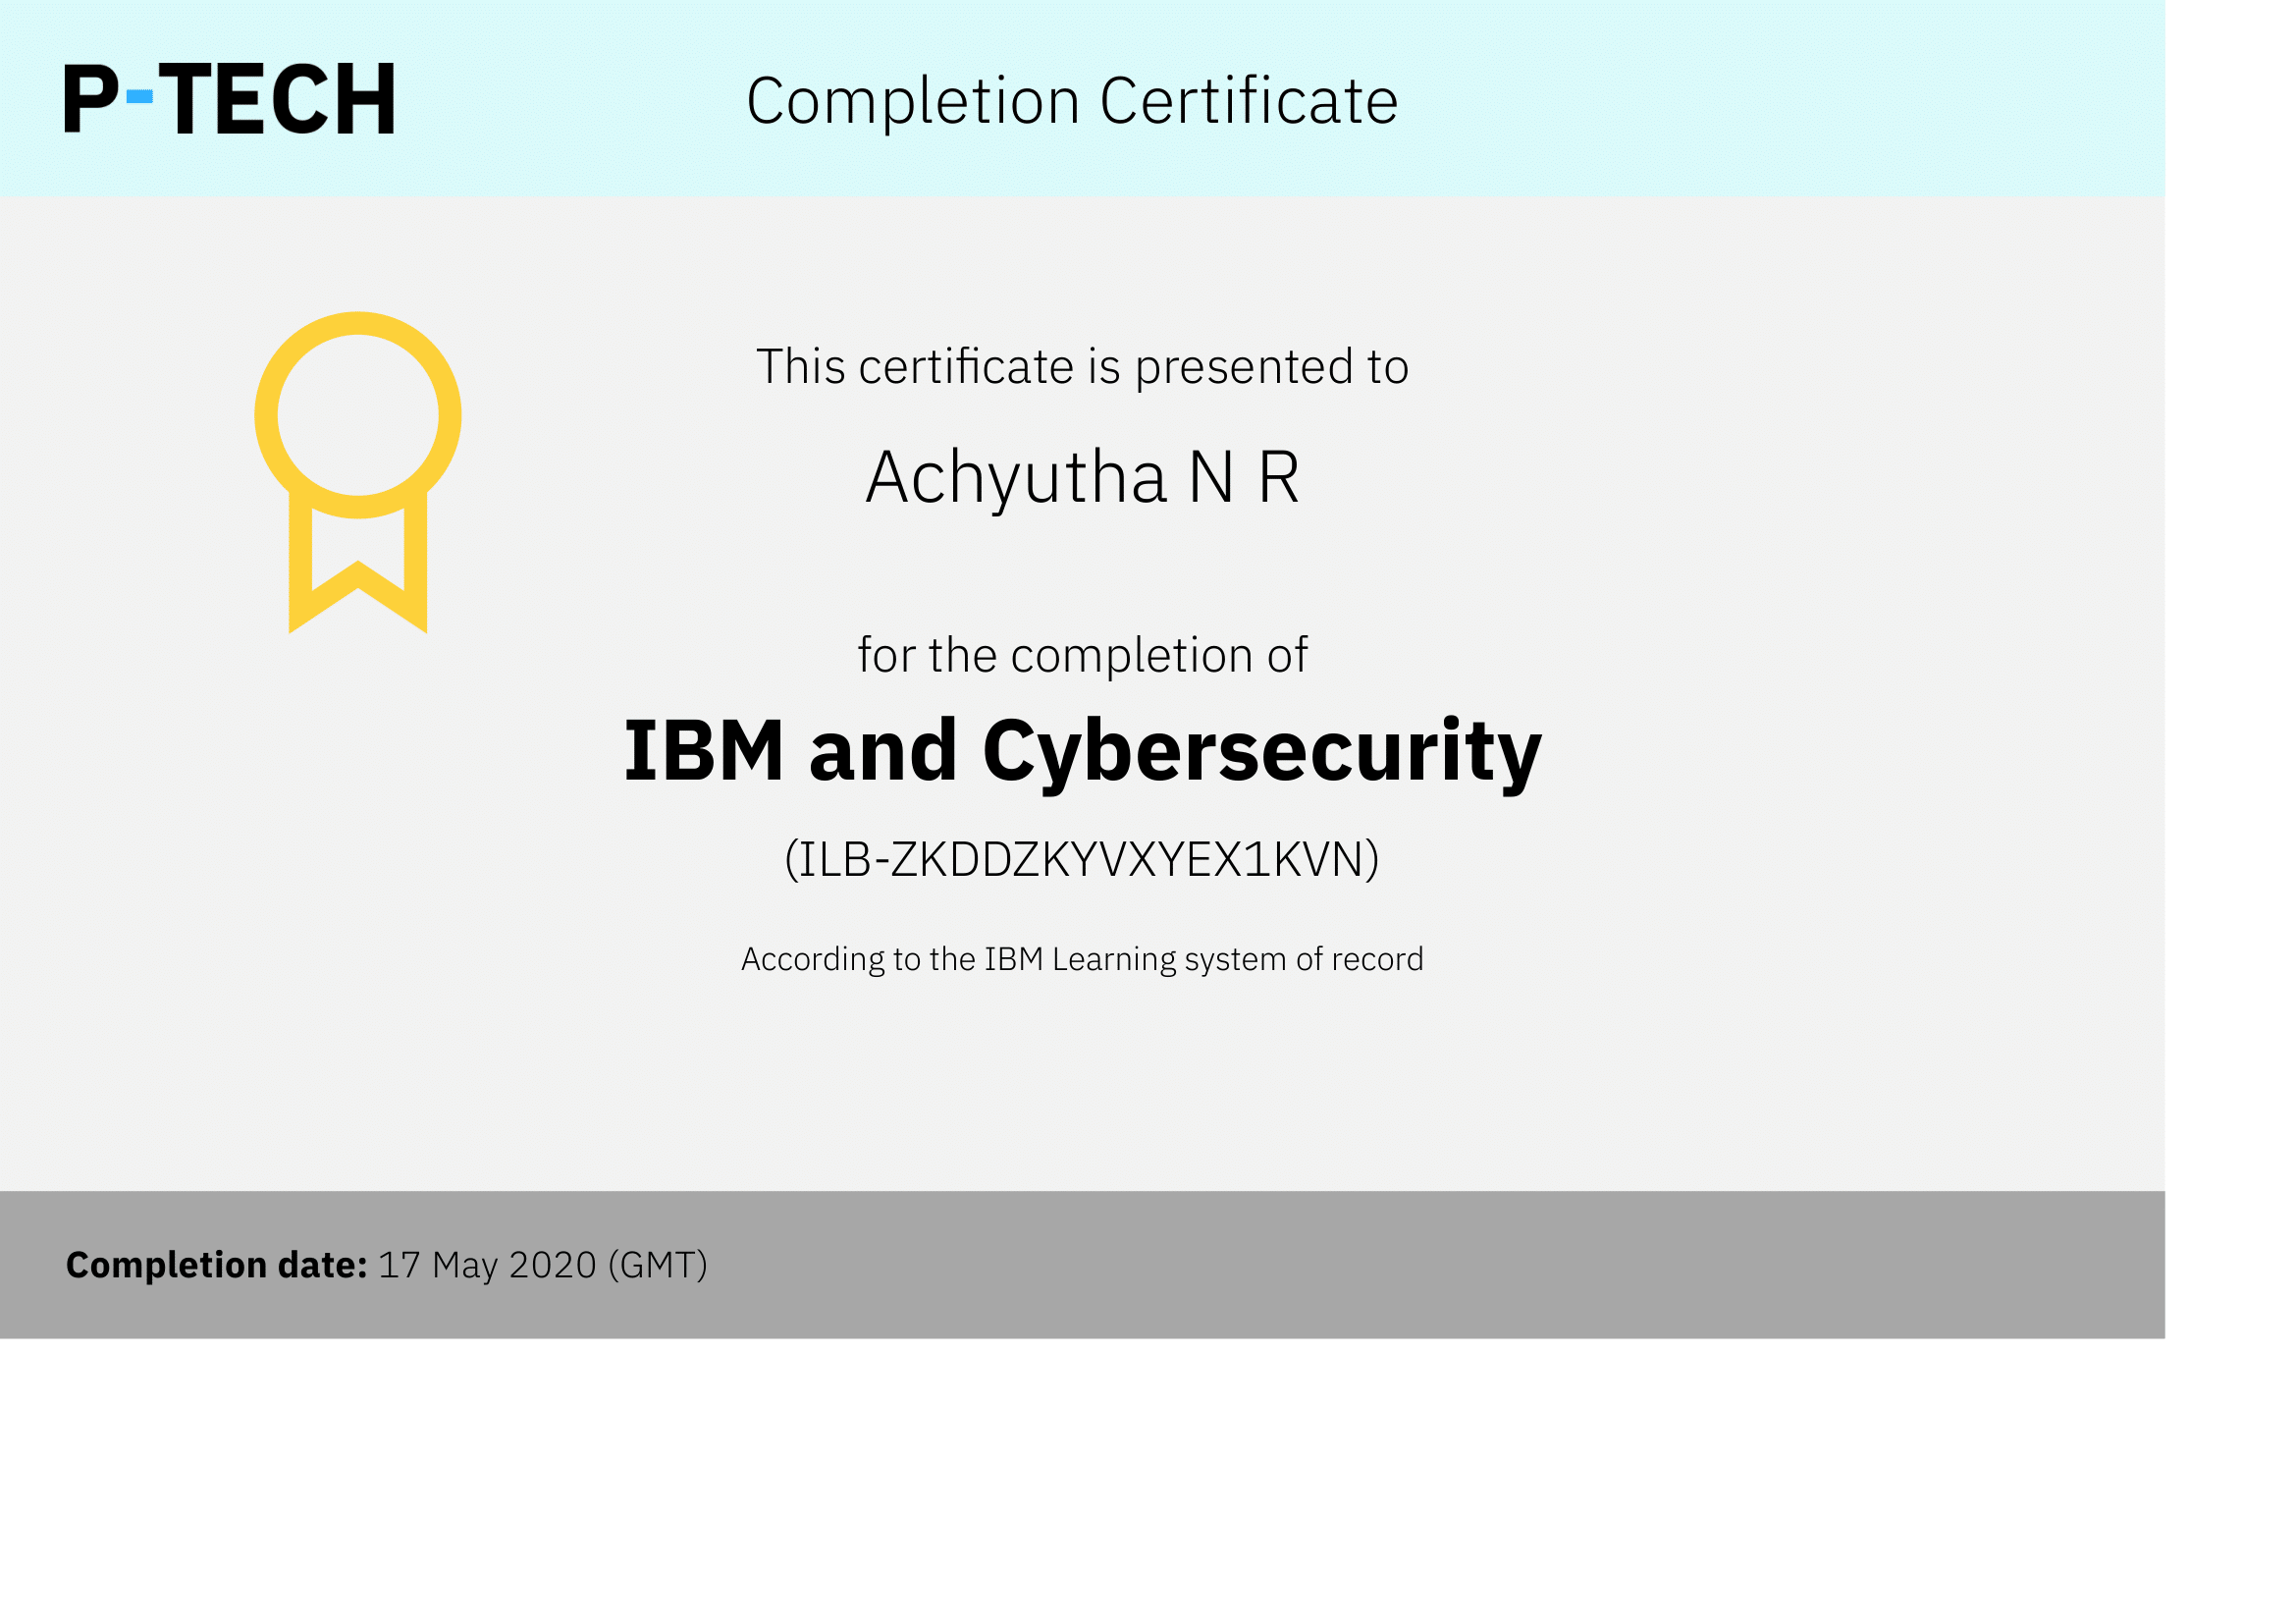 P-TECH
Completion Certificate
This certificate is presented to
Achyutha N R
for the completion of
IBM and Cybersecurity
(ILB-ZKDDZKYVXYEX1KVN)
According to the IBM Learning system of record
Completion date: 17 May 2020 (GMT)